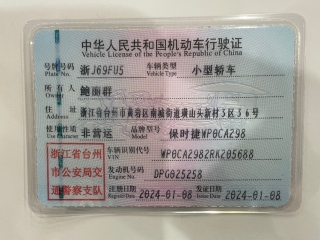 中华人民共和国机动车行驶证
Vehicle License of the People's Republic of China
号牌号码 浙J69FU5 车辆类型 小型轿车
Plate No. Vehicle Type
所有人 鲍丽群
Owner
住址 浙江省台州市黄岩区南城街道横山头新村3区36号
Address
使用性质 非营运 品牌型号 保时捷WP0CA298
Use Character Model
浙江省台州市公安局交通警察支队
车辆识别代号 WP0CA298ZRK205688
VIN
发动机号码 DPG025258
Engine No.
注册日期 2024-01-08 发证日期 2024-01-08
Register Date Issue Date